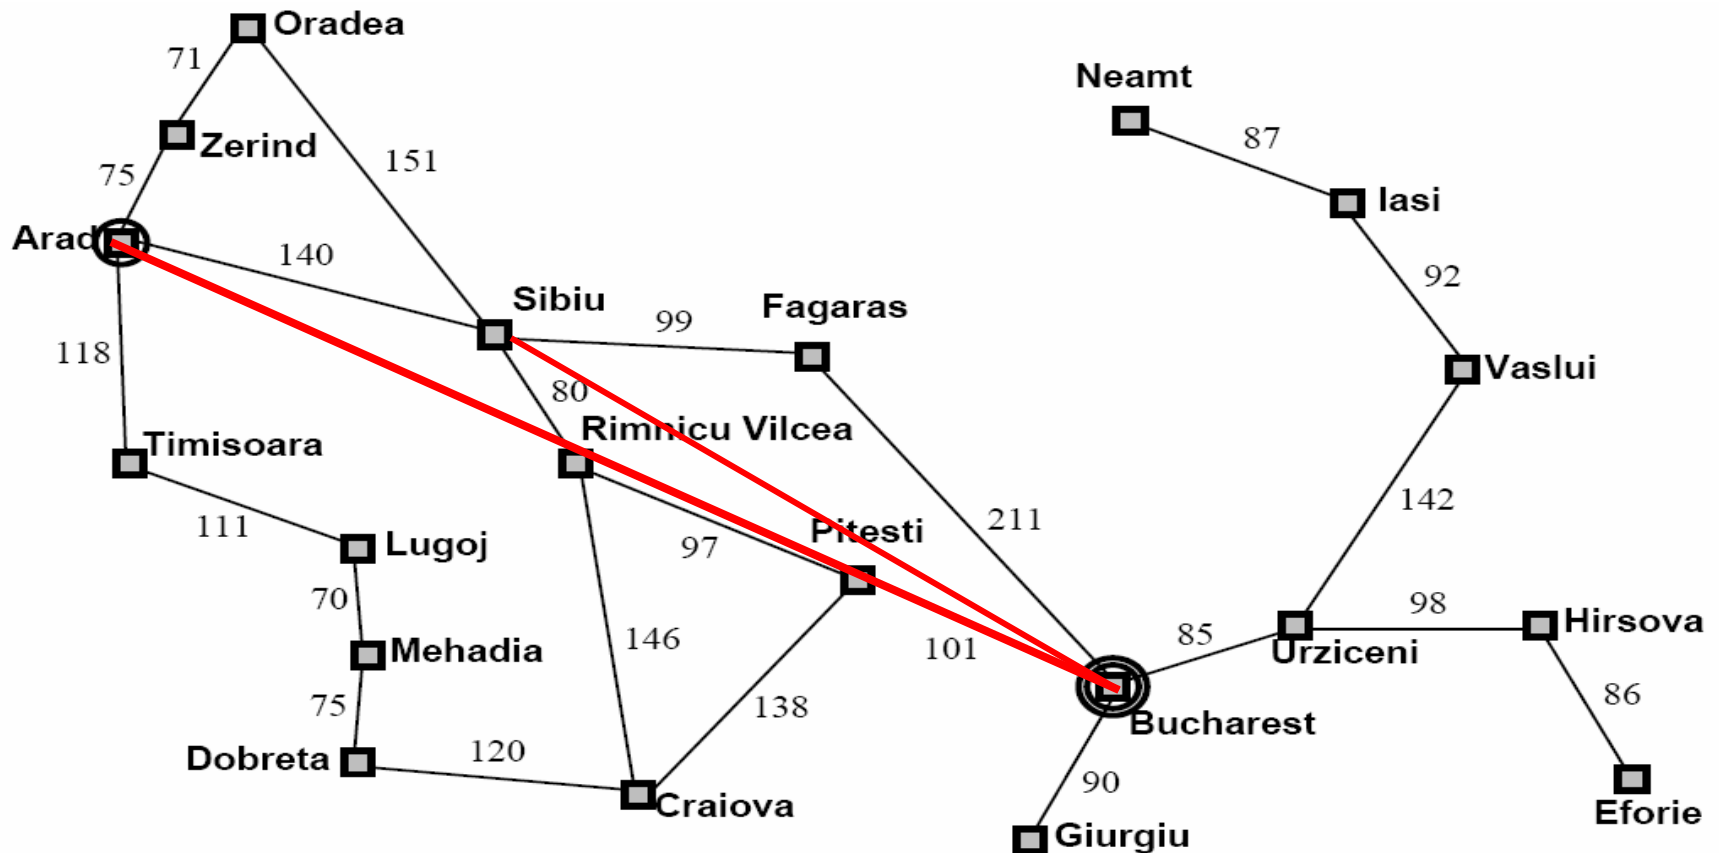 Oradea
71
Neamt
87
Zerind
151
75
Iasi
Arad
140
92
Sibiu
Fagaras
99
118
Vaslui
80
Rimnicu Vilcea
Timisoara
142
211
111
Pitesti
97
Lugoj
70
98
Hirsova
85
146
101
Urziceni
Mehadia
86
75
138
Bucharest
120
Dobreta
90
Craiova
Eforie
Giurgiu